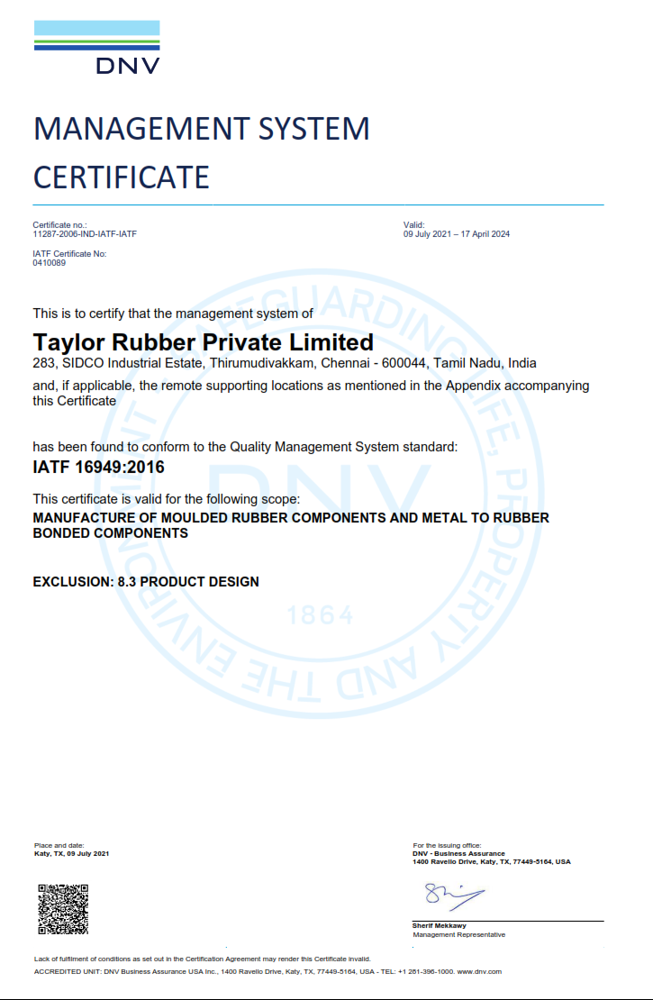 DNV
MANAGEMENT SYSTEM
CERTIFICATE
Certificate no.:
11287-2006-IND-IATF-IATF
Valid:
09 July 2021 – 17 April 2024
IATF Certificate No:
0410089
This is to certify that the management system of
Taylor Rubber Private Limited
283, SIDCO Industrial Estate, Thirumudivakkam, Chennai - 600044, Tamil Nadu, India
and, if applicable, the remote supporting locations as mentioned in the Appendix accompanying
this Certificate
has been found to conform to the Quality Management System standard:
IATF 16949:2016
This certificate is valid for the following scope:
MANUFACTURE OF MOULDED RUBBER COMPONENTS AND METAL TO RUBBER
BONDED COMPONENTS
EXCLUSION: 8.3 PRODUCT DESIGN
SAFEGUARDING LIFE, PROPERTY AND THE ENVIRONMENT
DNV
1864
Place and date:
Katy, TX, 09 July 2021
For the issuing office:
DNV - Business Assurance
1400 Ravello Drive, Katy, TX, 77449-5164, USA
Sherif Mekkawy
Management Representative
Lack of fulfilment of conditions as set out in the Certification Agreement may render this Certificate invalid.
ACCREDITED UNIT: DNV Business Assurance USA Inc., 1400 Ravello Drive, Katy, TX, 77449-5164, USA - TEL: +1 281-396-1000. www.dnv.com